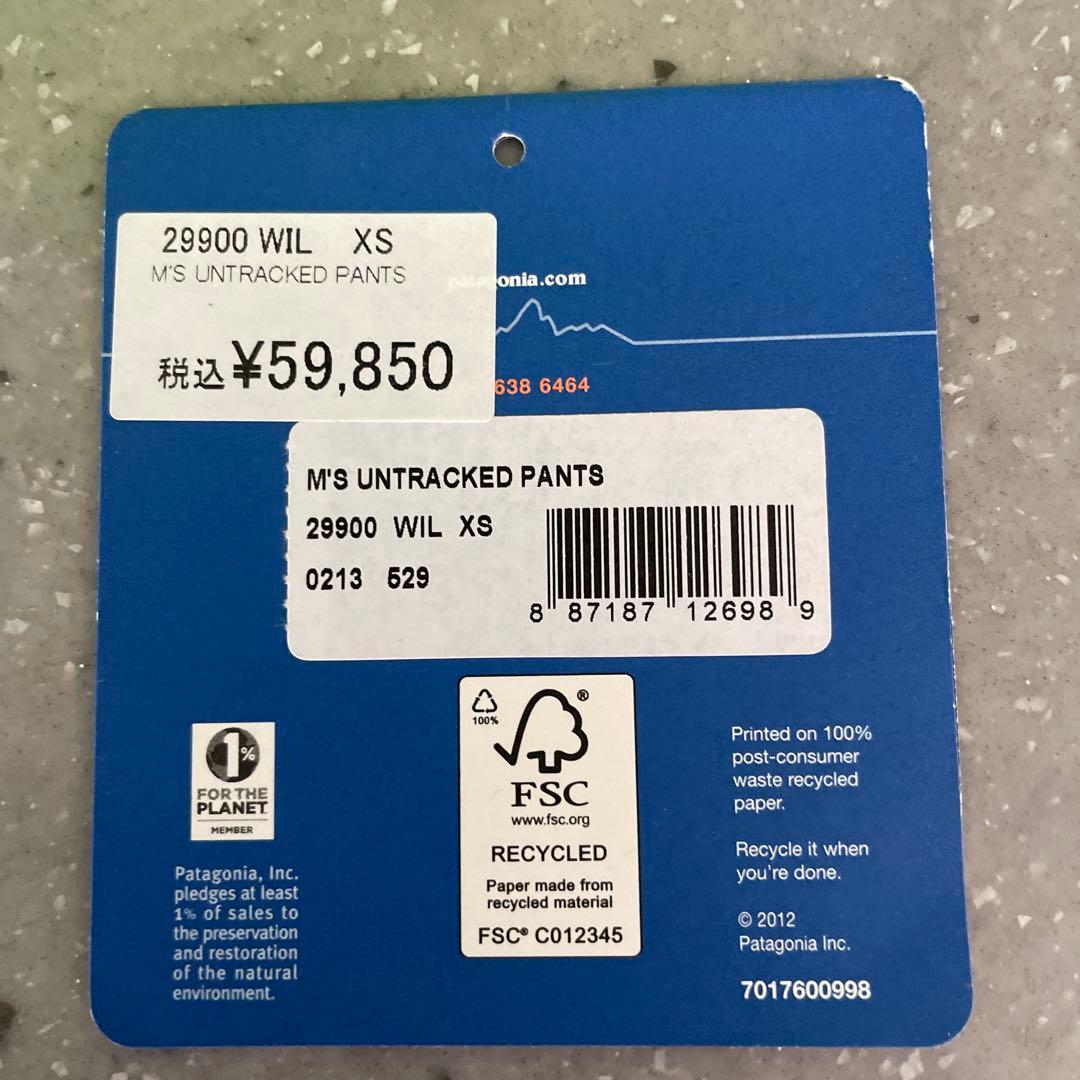 29900 WIL XS
M'S UNTRACKED PANTS
税込 ¥59,850
patagonia.com
638 6464
M'S UNTRACKED PANTS
29900 WIL XS
0213 529
8 87187 12698 9
1%
FOR THE
PLANET
MEMBER
Patagonia, Inc.
pledges at least
1% of sales to
the preservation
and restoration
of the natural
environment.
100%
®
FSC
www.fsc.org
RECYCLED
Paper made from
recycled material
FSC® C012345
Printed on 100%
post-consumer
waste recycled
paper.
Recycle it when
you're done.
© 2012
Patagonia Inc.
7017600998